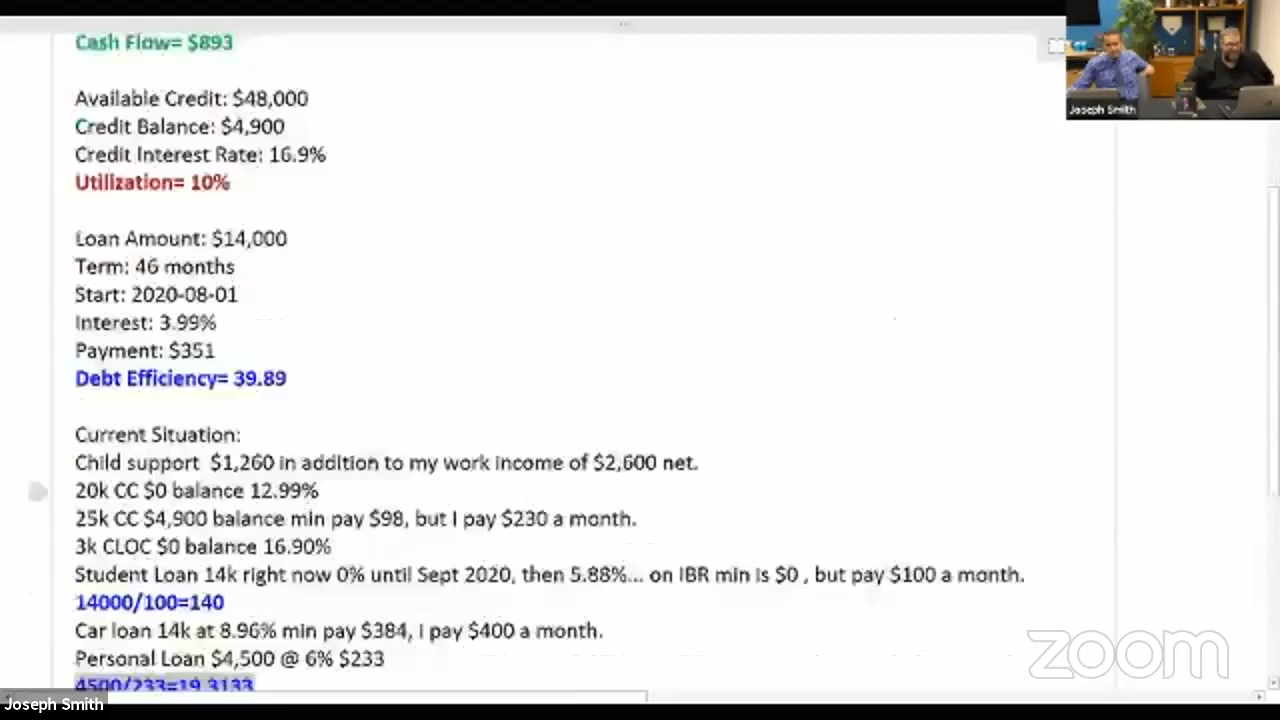 Cash Flow= $893
Available Credit: $48,000
Credit Balance: $4,900
Credit Interest Rate: 16.9%
Utilization= 10%
Loan Amount: $14,000
Term: 46 months
Start: 2020-08-01
Interest: 3.99%
Payment: $351
Debt Efficiency= 39.89
Current Situation:
Child support $1,260 in addition to my work income of $2,600 net.
20k CC $0 balance 12.99%
25k CC $4,900 balance min pay $98, but I pay $230 a month.
3k CLOC $0 balance 16.90%
Student Loan 14k right now 0% until Sept 2020, then 5.88%... on IBR min is $0 , but pay $100 a month.
14000/100=140
Car loan 14k at 8.96% min pay $384, I pay $400 a month.
Personal Loan $4,500 @ 6% $233
4500/233=19.3133
Joseph Smith
zoom
Joseph Smith